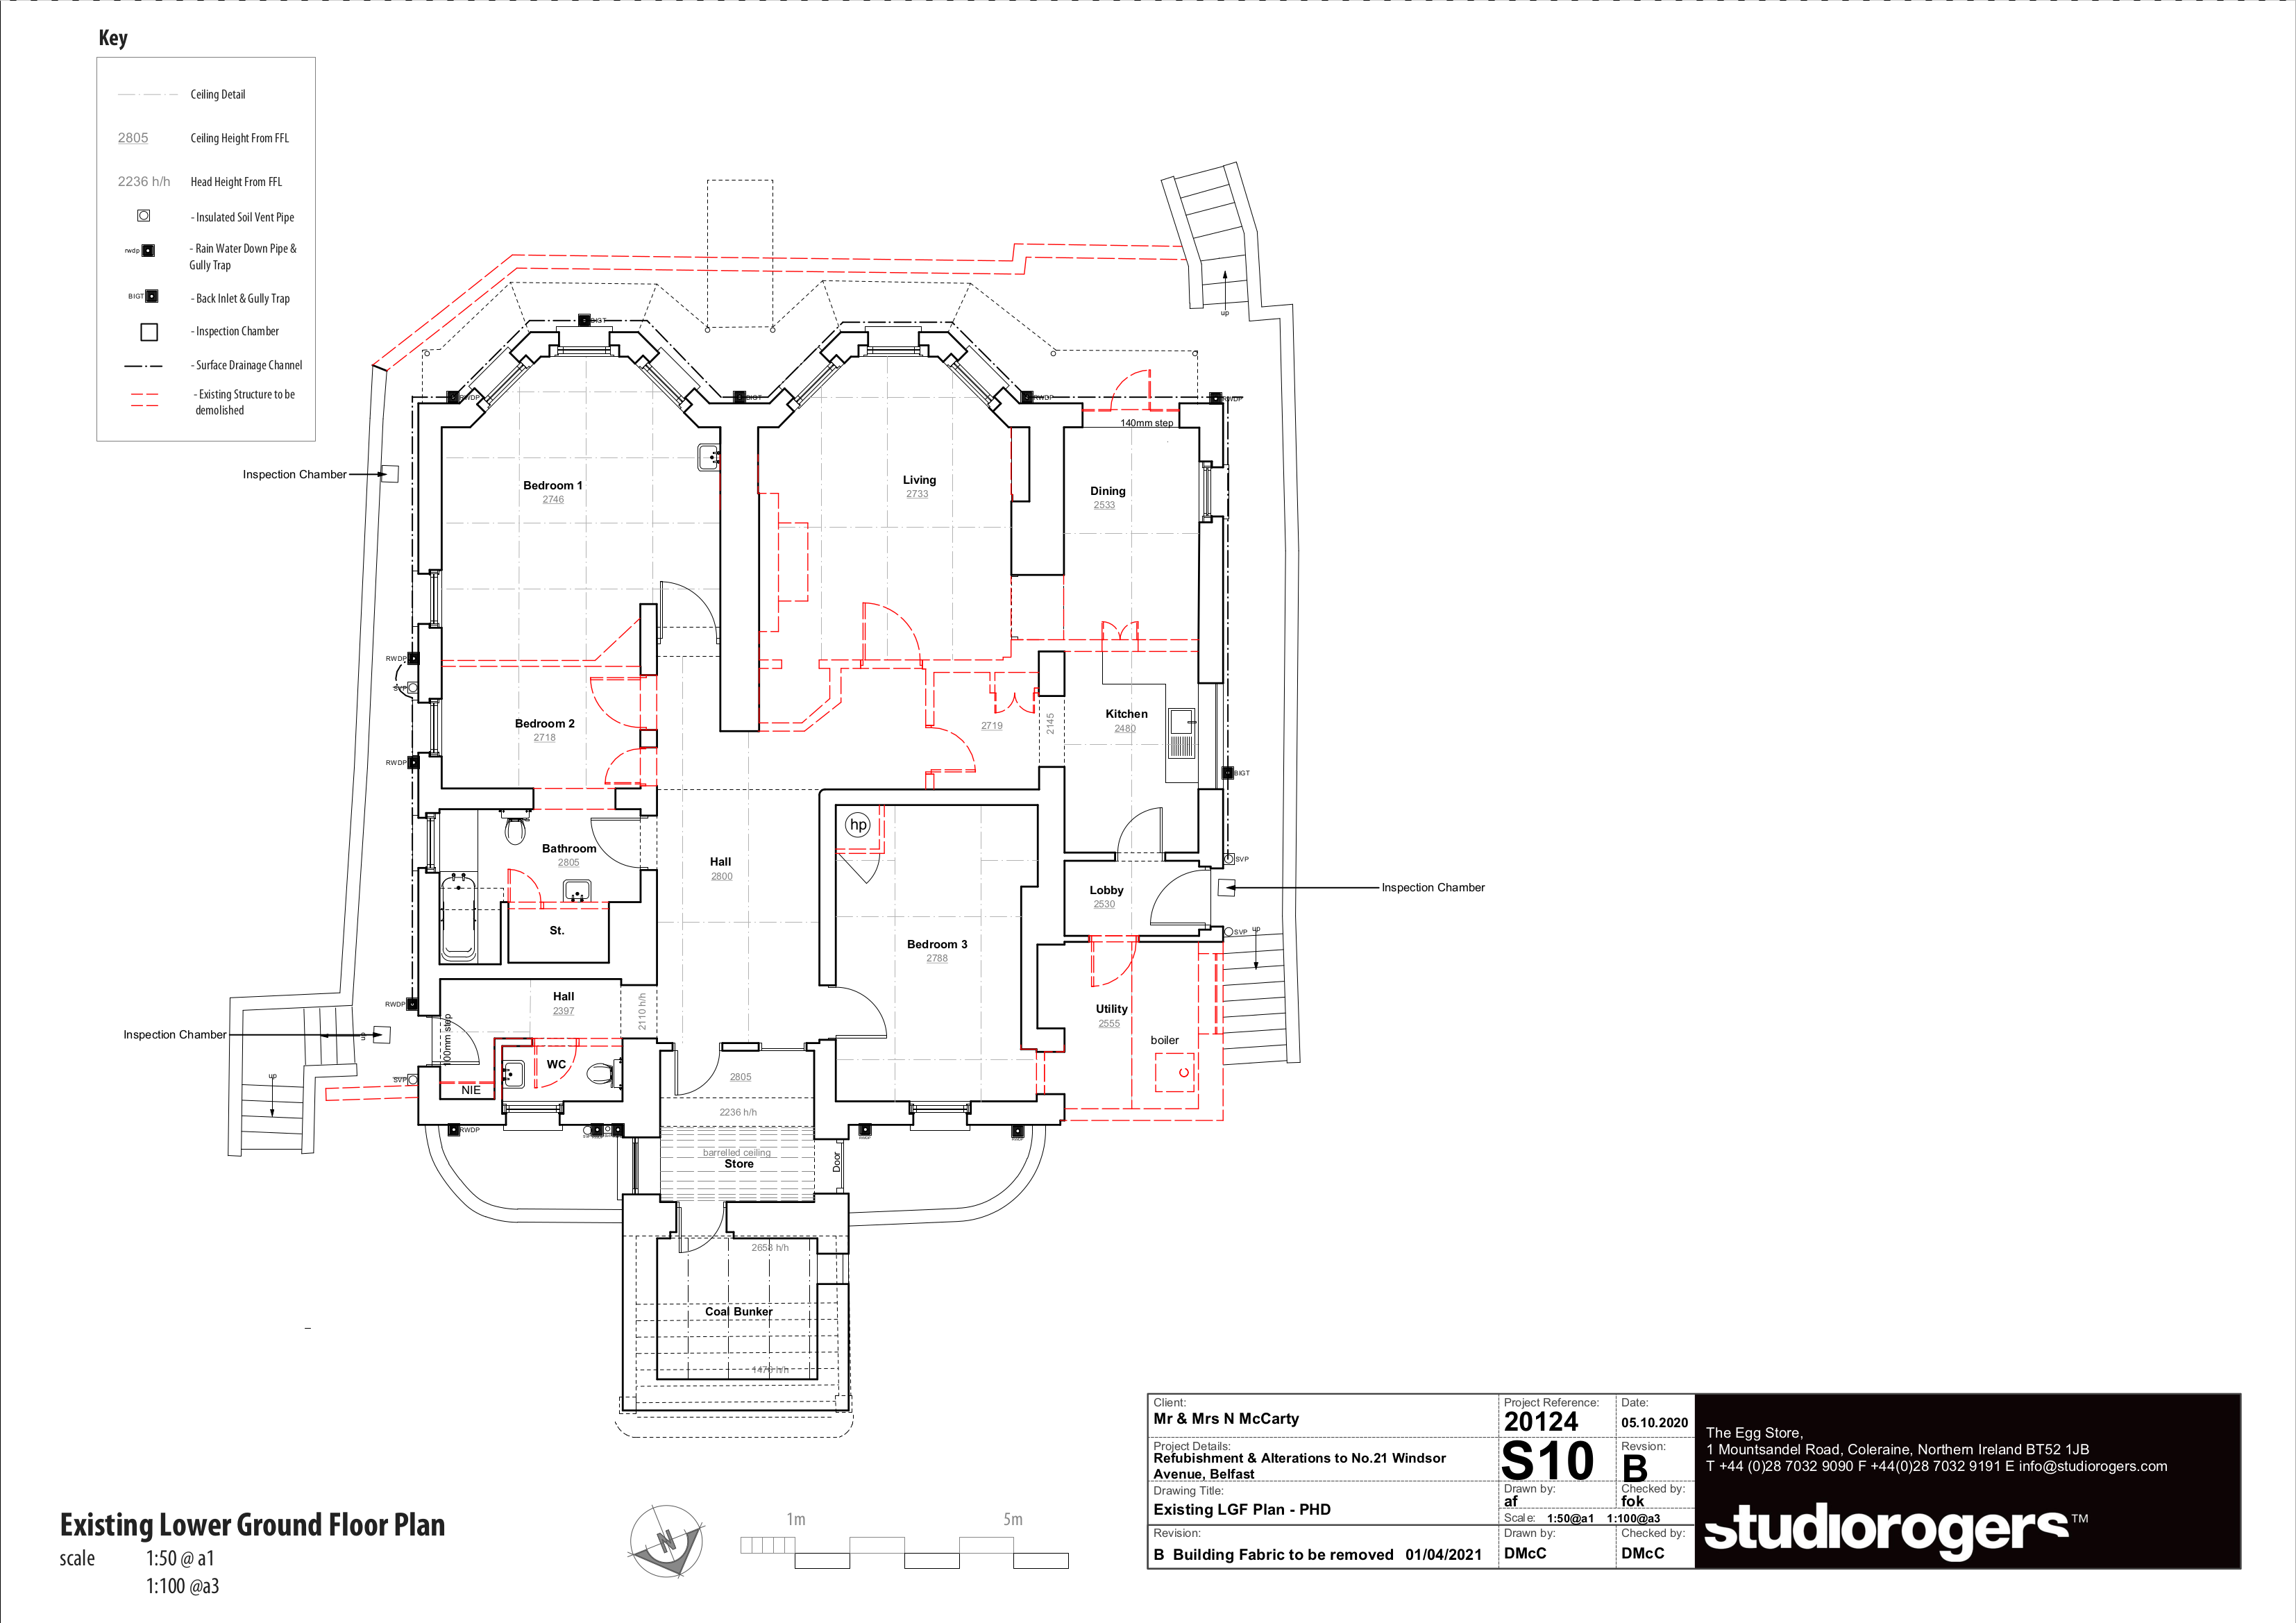 Key
Ceiling Detail
2805 Ceiling Height From FFL
2236 h/h Head Height From FFL
- Insulated Soil Vent Pipe
rwdp - Rain Water Down Pipe &
Gully Trap
BIGT - Back Inlet & Gully Trap
- Inspection Chamber
- Surface Drainage Channel
- Existing Structure to be
demolished
up
BIGT
RWDP
BIGT
RWDP
RWDP
140mm step
Inspection Chamber
Bedroom 1
2746
Living
2733
Dining
2533
RWDP
SVP
Bedroom 2
2718
2719
2145
Kitchen
2480
RWDP
BIGT
hp
Bathroom
2805
Hall
2800
SVP
Lobby
2530
Inspection Chamber
St.
Bedroom 3
2788
SVP
up
Hall
2397
2110 h/h
RWDP
Utility
2555
Inspection Chamber
up
100mm step
boiler
C
WC
2805
SVP
NIE
up
2236 h/h
RWDP
barrelled ceiling
Store
Door
2658 h/h
Coal Bunker
Existing Lower Ground Floor Plan
scale 1:50 @ a1
1:100 @a3
N
1m 5m
Client:
Mr & Mrs N McCarty
Project Reference:
20124
Date:
05.10.2020
Project Details:
Refubishment & Alterations to No.21 Windsor
Avenue, Belfast
S10
Revsion:
B
Drawing Title:
Existing LGF Plan - PHD
Drawn by:
af
Checked by:
fok
Scale: 1:50@a1 1:100@a3
Revision:
B Building Fabric to be removed 01/04/2021
Drawn by:
DMcC
Checked by:
DMcC
The Egg Store,
1 Mountsandel Road, Coleraine, Northern Ireland BT52 1JB
T +44 (0)28 7032 9090 F +44(0)28 7032 9191 E info@studiorogers.com
studiorogers™